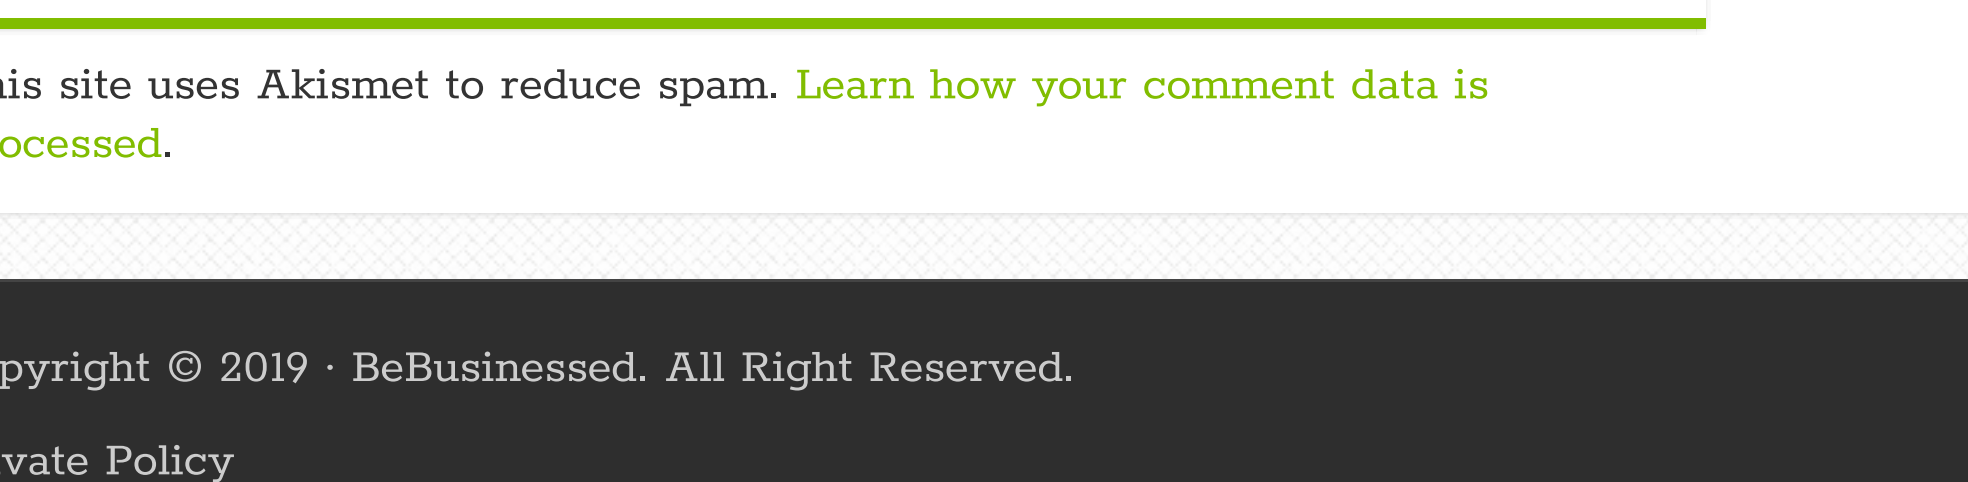 his site uses Akismet to reduce spam. Learn how your comment data is
ocessed.
pyright © 2019 · BeBusinessed. All Right Reserved.
vate Policy